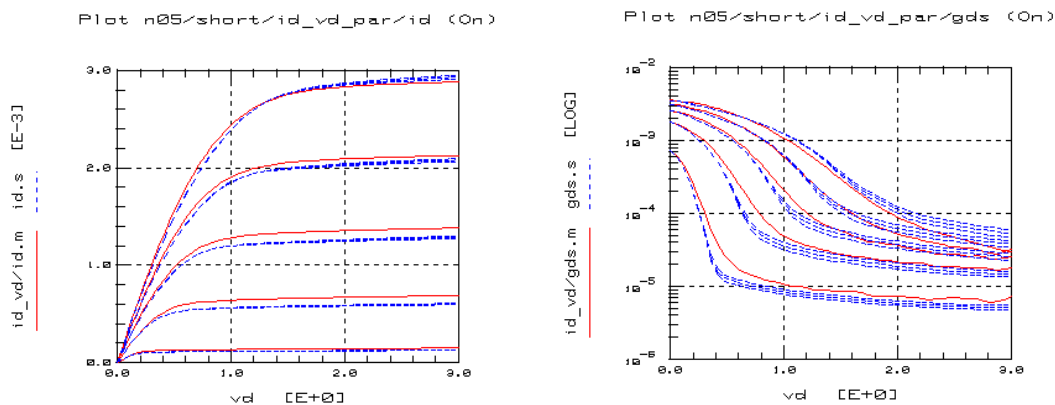 Plot n05/short/id_vd_par/id (On)
id_vd/id.m id.s [E-3]
3.0
2.0
1.0
0.0
0.0 1.0 2.0 3.0
vd [E+0]
Plot n05/short/id_vd_par/gds (On)
id_vd/gds.m gds.s [LOG]
10-2
10-3
10-4
10-5
10-6
0.0 1.0 2.0 3.0
vd [E+0]